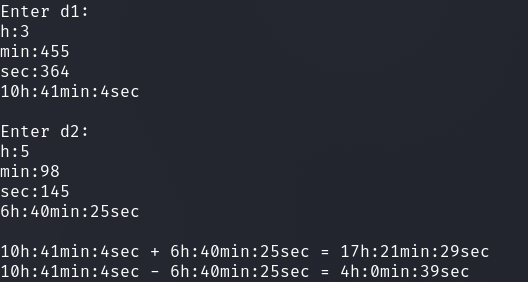 Enter d1:
h:3
min:455
sec:364
10h:41min:4sec
Enter d2:
h:5
min:98
sec:145
6h:40min:25sec
10h:41min:4sec + 6h:40min:25sec = 17h:21min:29sec
10h:41min:4sec - 6h:40min:25sec = 4h:0min:39sec